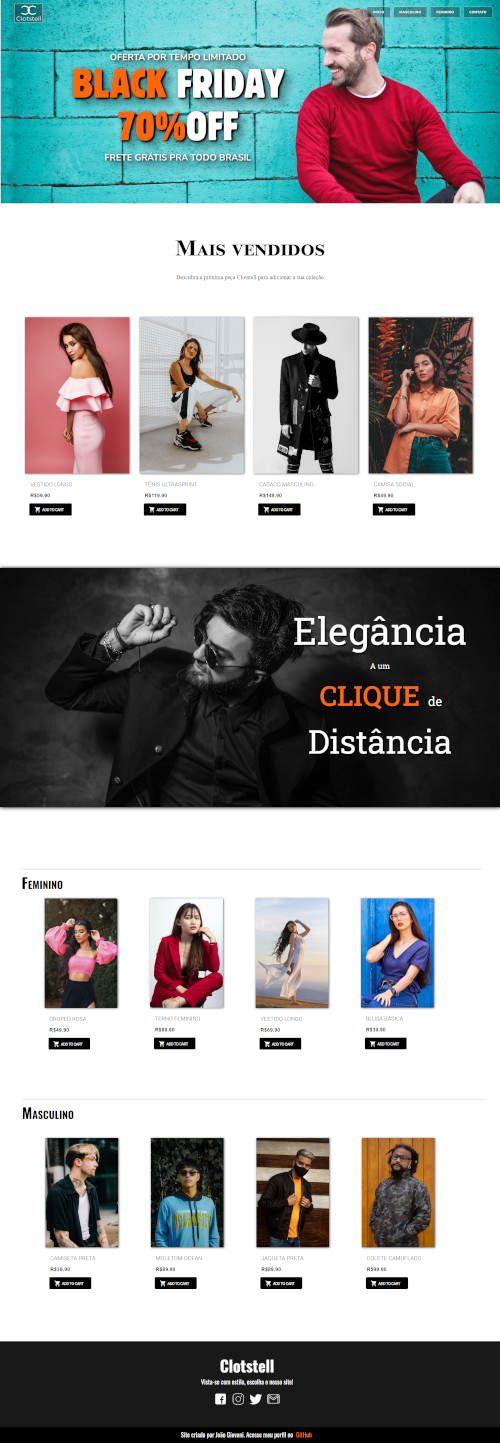 Clotstell
INICIO
MASCULINO
FEMININO
CONTATO
OFERTA POR TEMPO LIMITADO
BLACK FRIDAY
70%OFF
FRETE GRÁTIS PRA TODO BRASIL
Mais vendidos
Descubra a próxima peça Clotstell para adicionar a sua coleção
VESTIDO LONGO
R$59.90
ADD TO CART
TÊNIS ULTRASPRINT
R$119.90
ADD TO CART
CASACO MASCULINO
R$149.90
ADD TO CART
CAMISA SOCIAL
R$49.90
ADD TO CART
Elegância
A um
CLIQUE de
Distância
Feminino
CROPED ROSA
R$49.90
ADD TO CART
TERNO FEMININO
R$89.90
ADD TO CART
VESTIDO LONGO
R$69.90
ADD TO CART
BLUSA BÁSICA
R$39.90
ADD TO CART
Masculino
CAMISETA PRETA
R$29.90
ADD TO CART
MOLETOM OCEAN
R$89.90
ADD TO CART
JAQUETA PRETA
R$89.90
ADD TO CART
COLETE CAMUFLADO
R$99.90
ADD TO CART
Clotstell
Vista-se com estilo, escolha o nosso site!
Site criado por João Giovani. Acesse meu perfil no GitHub